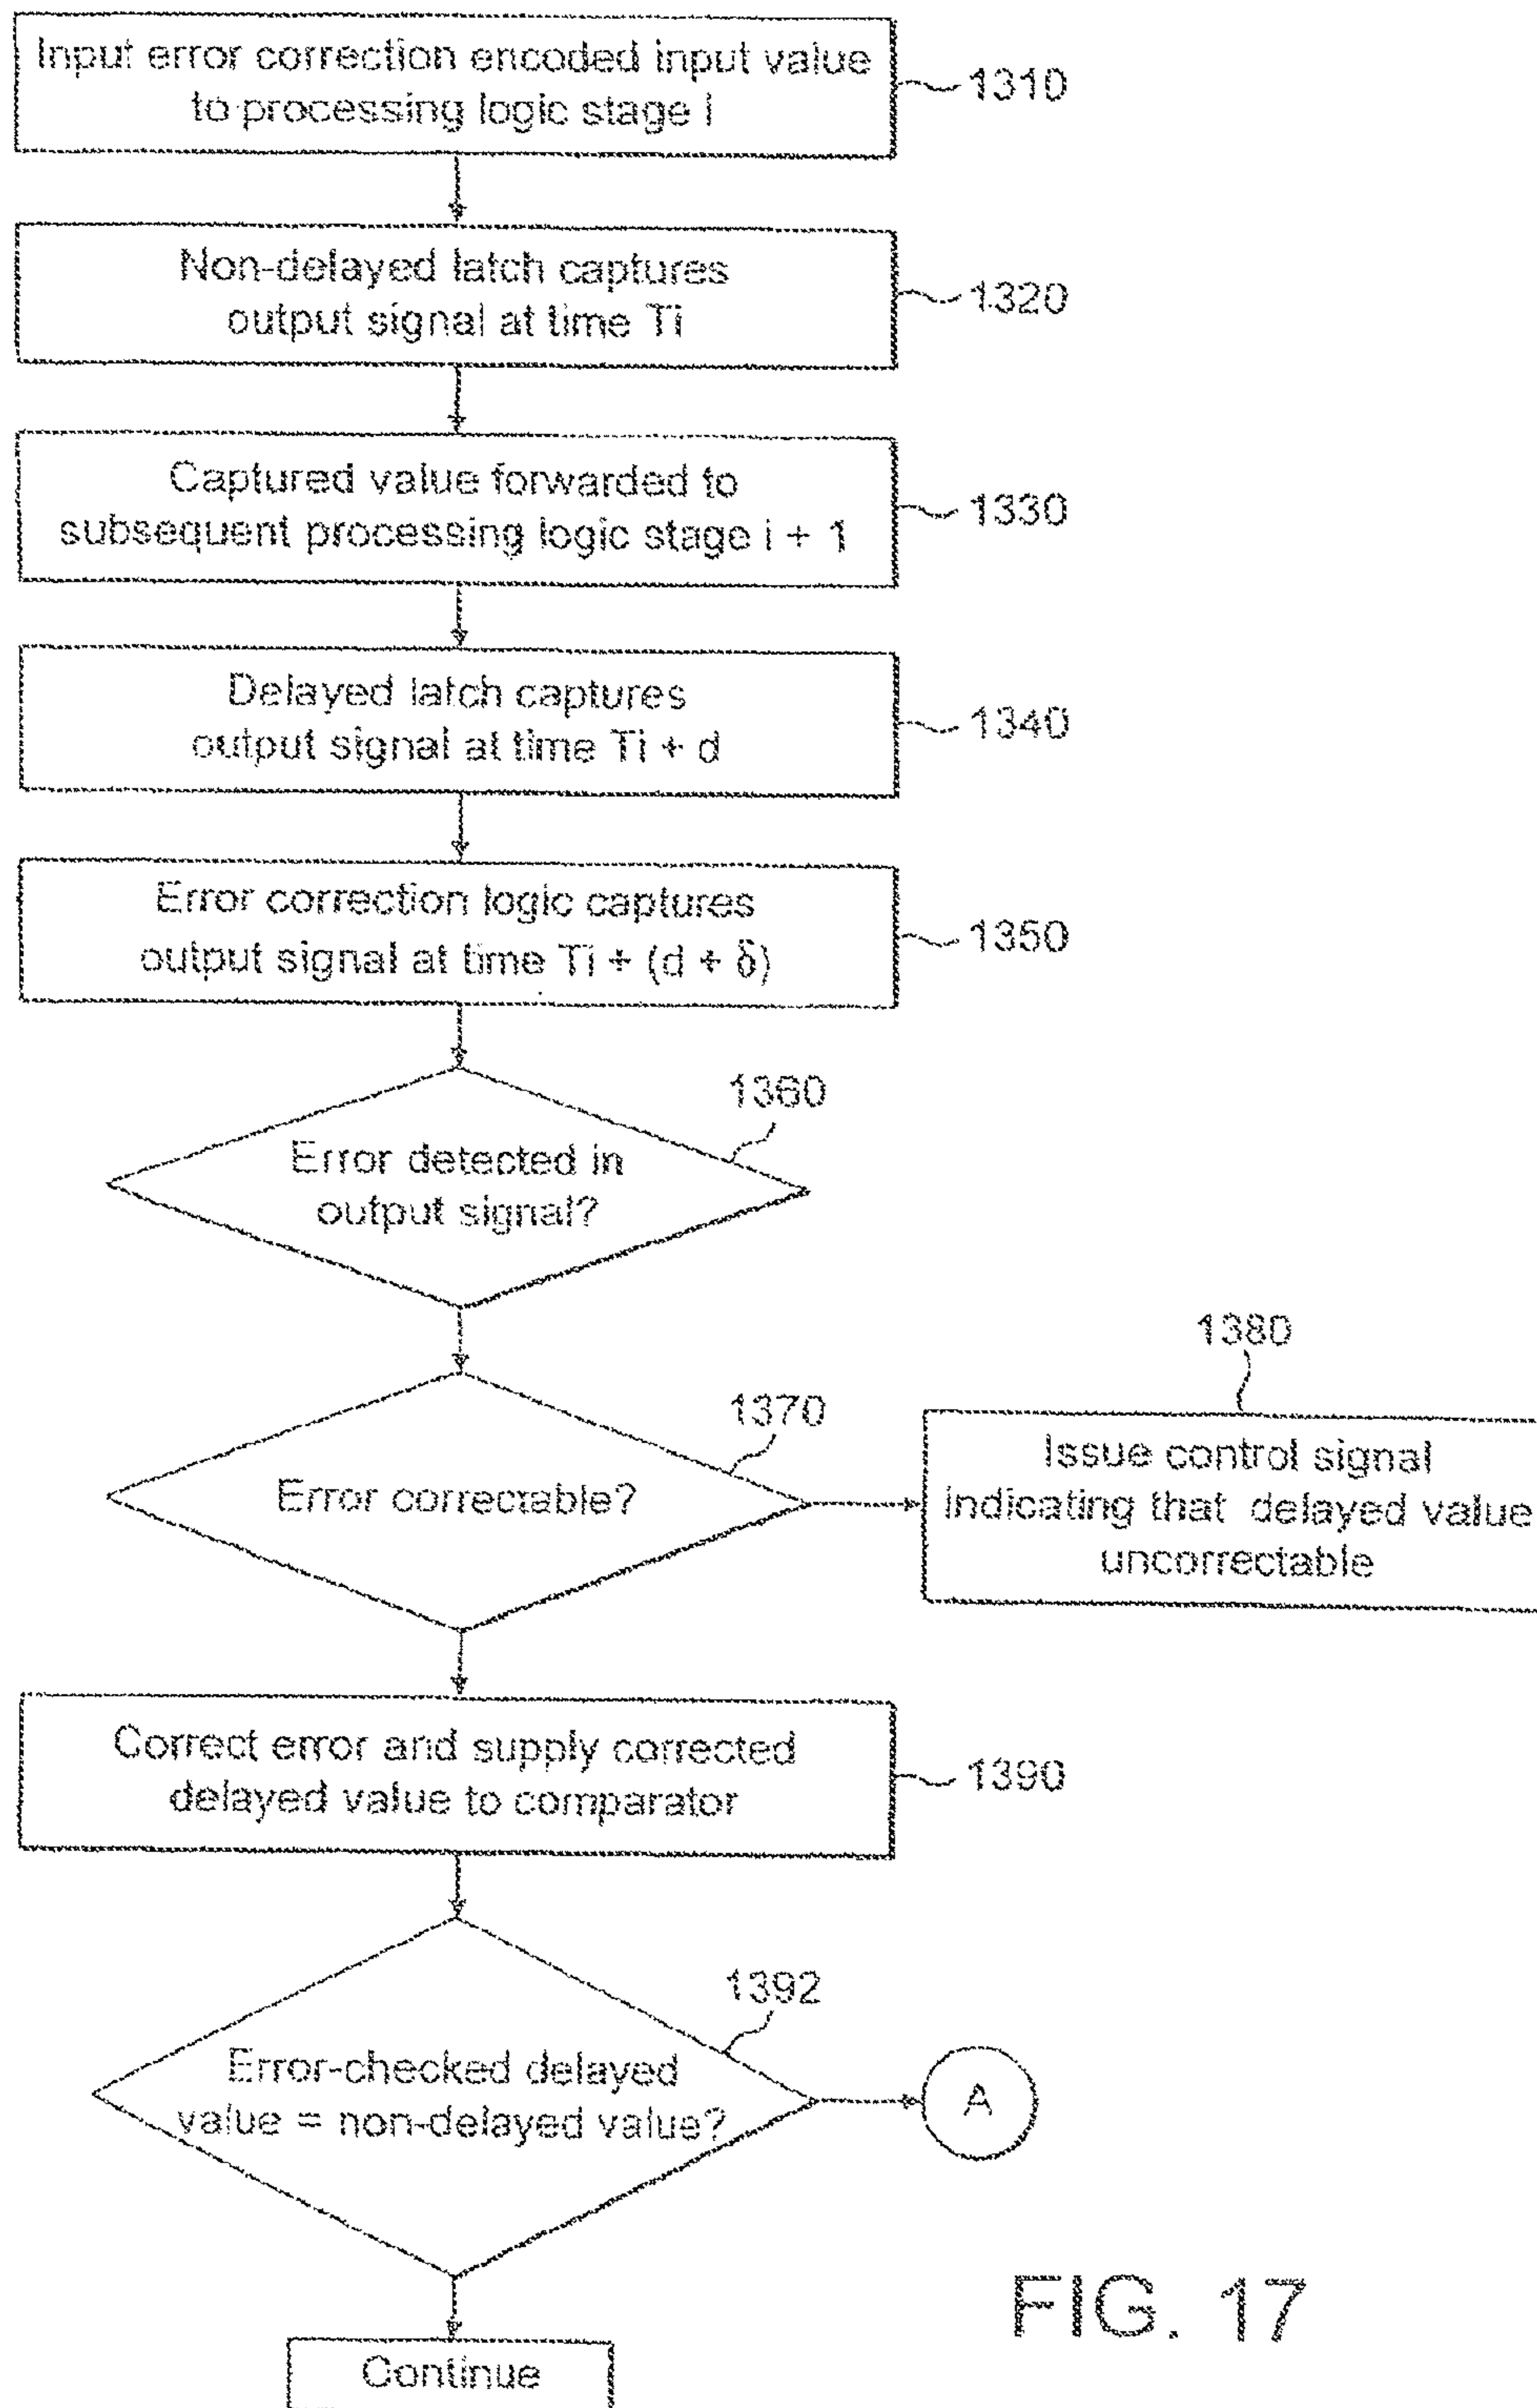 Input error correction encoded input value
to processing logic stage i
1310
Non-delayed latch captures
output signal at time Ti
1320
Captured value forwarded to
subsequent processing logic stage i + 1
1330
Delayed latch captures
output signal at time Ti + d
1340
Error correction logic captures
output signal at time Ti + (d + δ)
1350
1360
Error detected in
output signal?
1370
Error correctable?
1380
Issue control signal
indicating that delayed value
uncorrectable
Correct error and supply corrected
delayed value to comparator
1390
1392
Error-checked delayed
value = non-delayed value?
A
Continue
FIG. 17